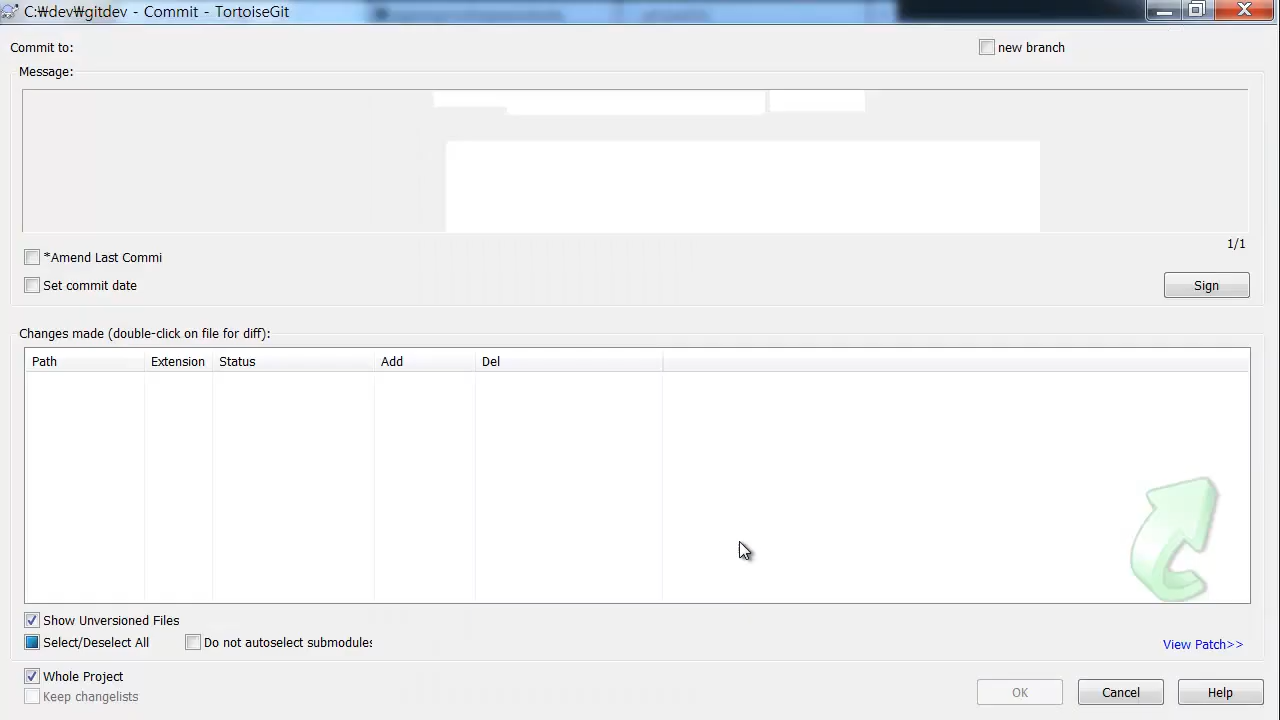 C:₩dev₩gitdev - Commit - TortoiseGit
Commit to:
new branch
Message:
1/1
*Amend Last Commi
Set commit date
Sign
Changes made (double-click on file for diff):
Path Extension Status Add Del
Show Unversioned Files
Select/Deselect All Do not autoselect submodules
View Patch>>
Whole Project
Keep changelists
OK Cancel Help